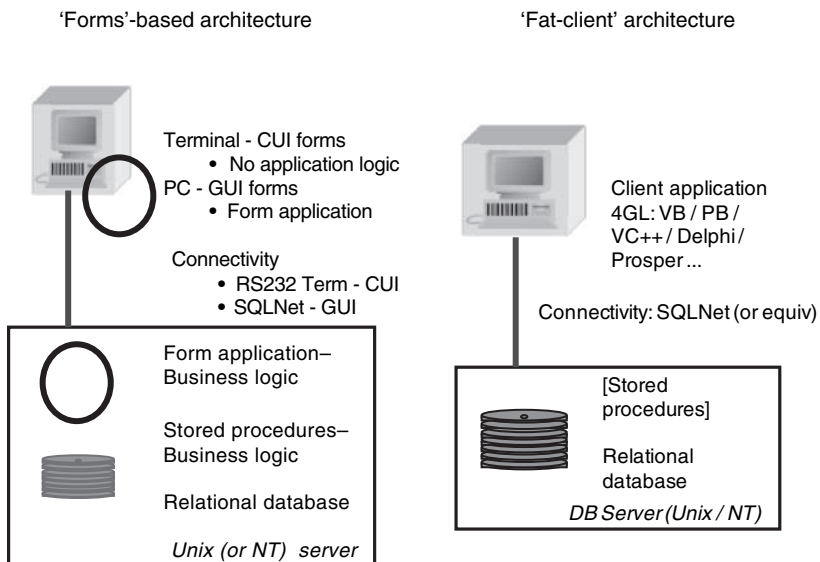 'Forms'-based architecture
Terminal - CUI forms
• No application logic
PC - GUI forms
• Form application
Connectivity
• RS232 Term - CUI
• SQLNet - GUI
Form application–
Business logic
Stored procedures–
Business logic
Relational database
Unix (or NT) server
'Fat-client' architecture
Client application
4GL: VB / PB /
VC++ / Delphi /
Prosper ...
Connectivity: SQLNet (or equiv)
[Stored
procedures]
Relational
database
DB Server (Unix / NT)